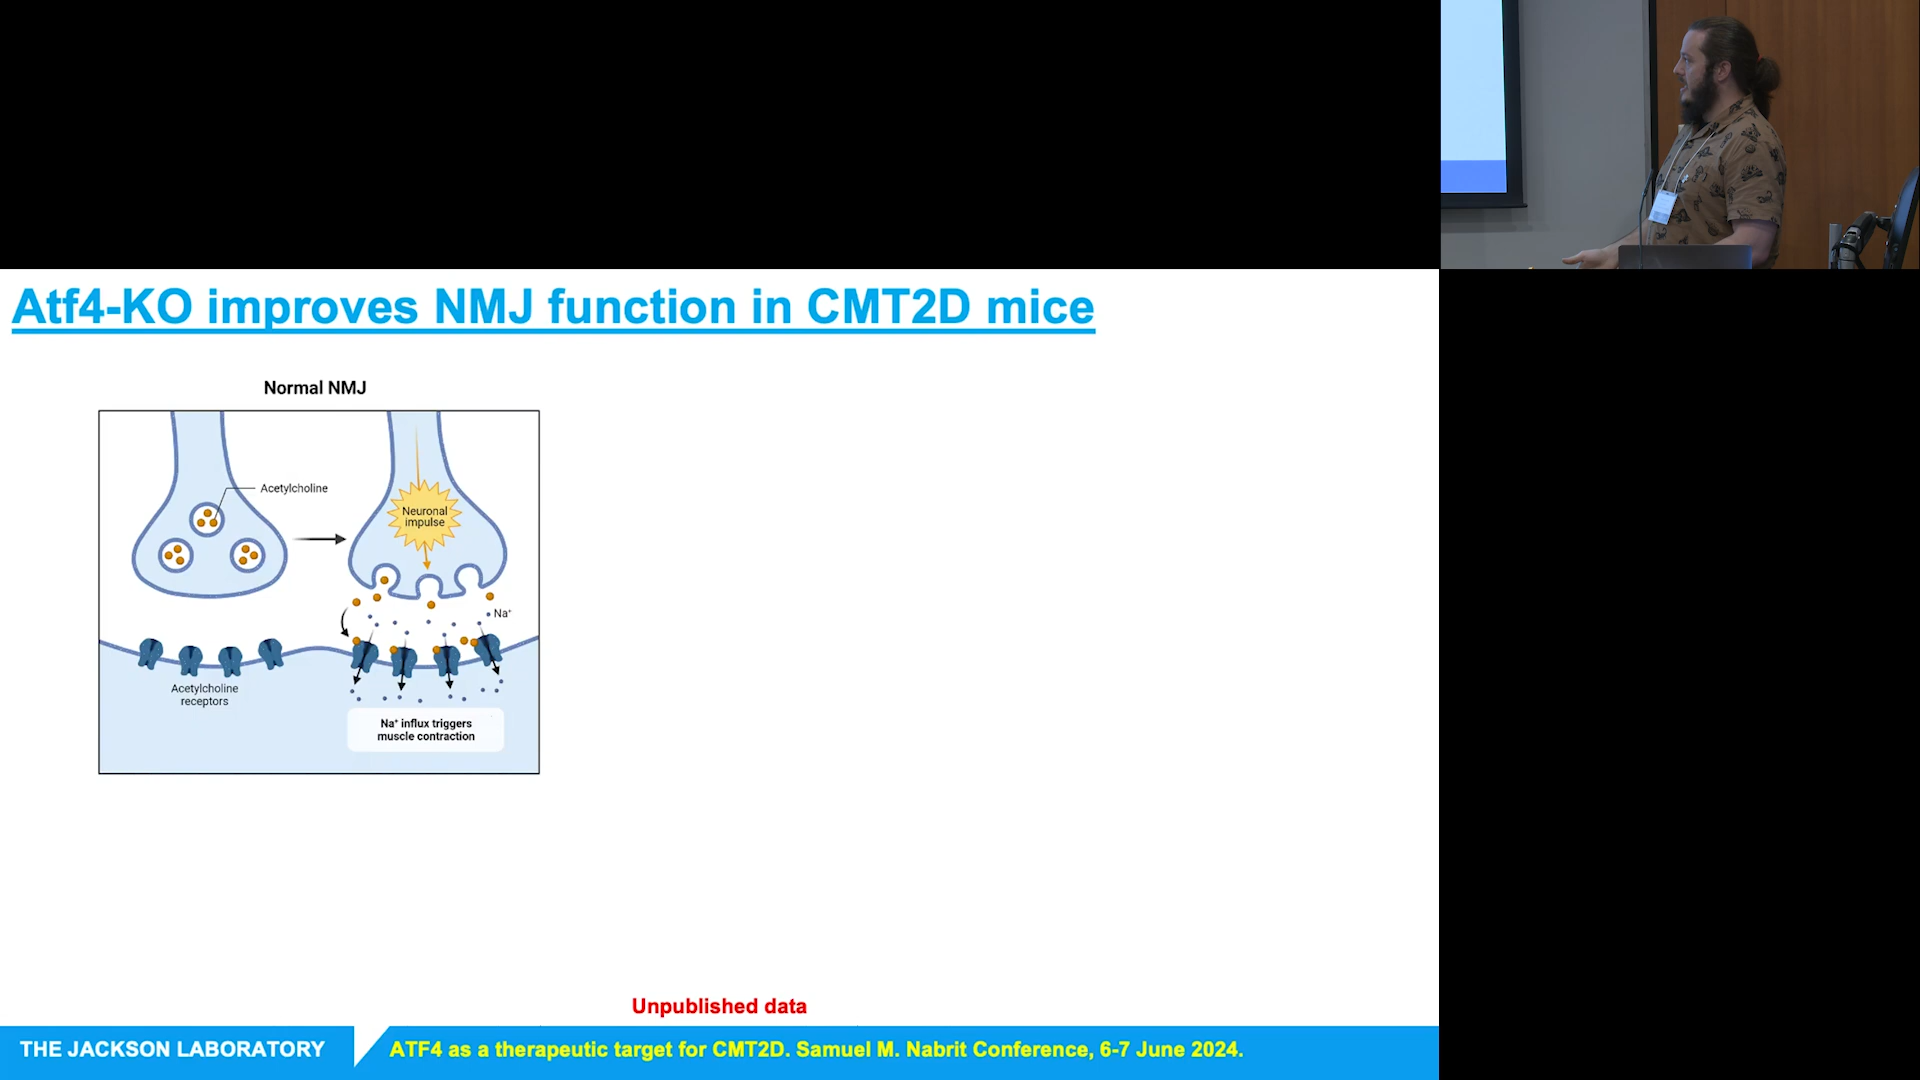 Atf4-KO improves NMJ function in CMT2D mice
Normal NMJ
Acetylcholine
Neuronal
impulse
Na⁺
Acetylcholine
receptors
Na⁺ influx triggers
muscle contraction
Unpublished data
THE JACKSON LABORATORY
ATF4 as a therapeutic target for CMT2D. Samuel M. Nabrit Conference, 6-7 June 2024.